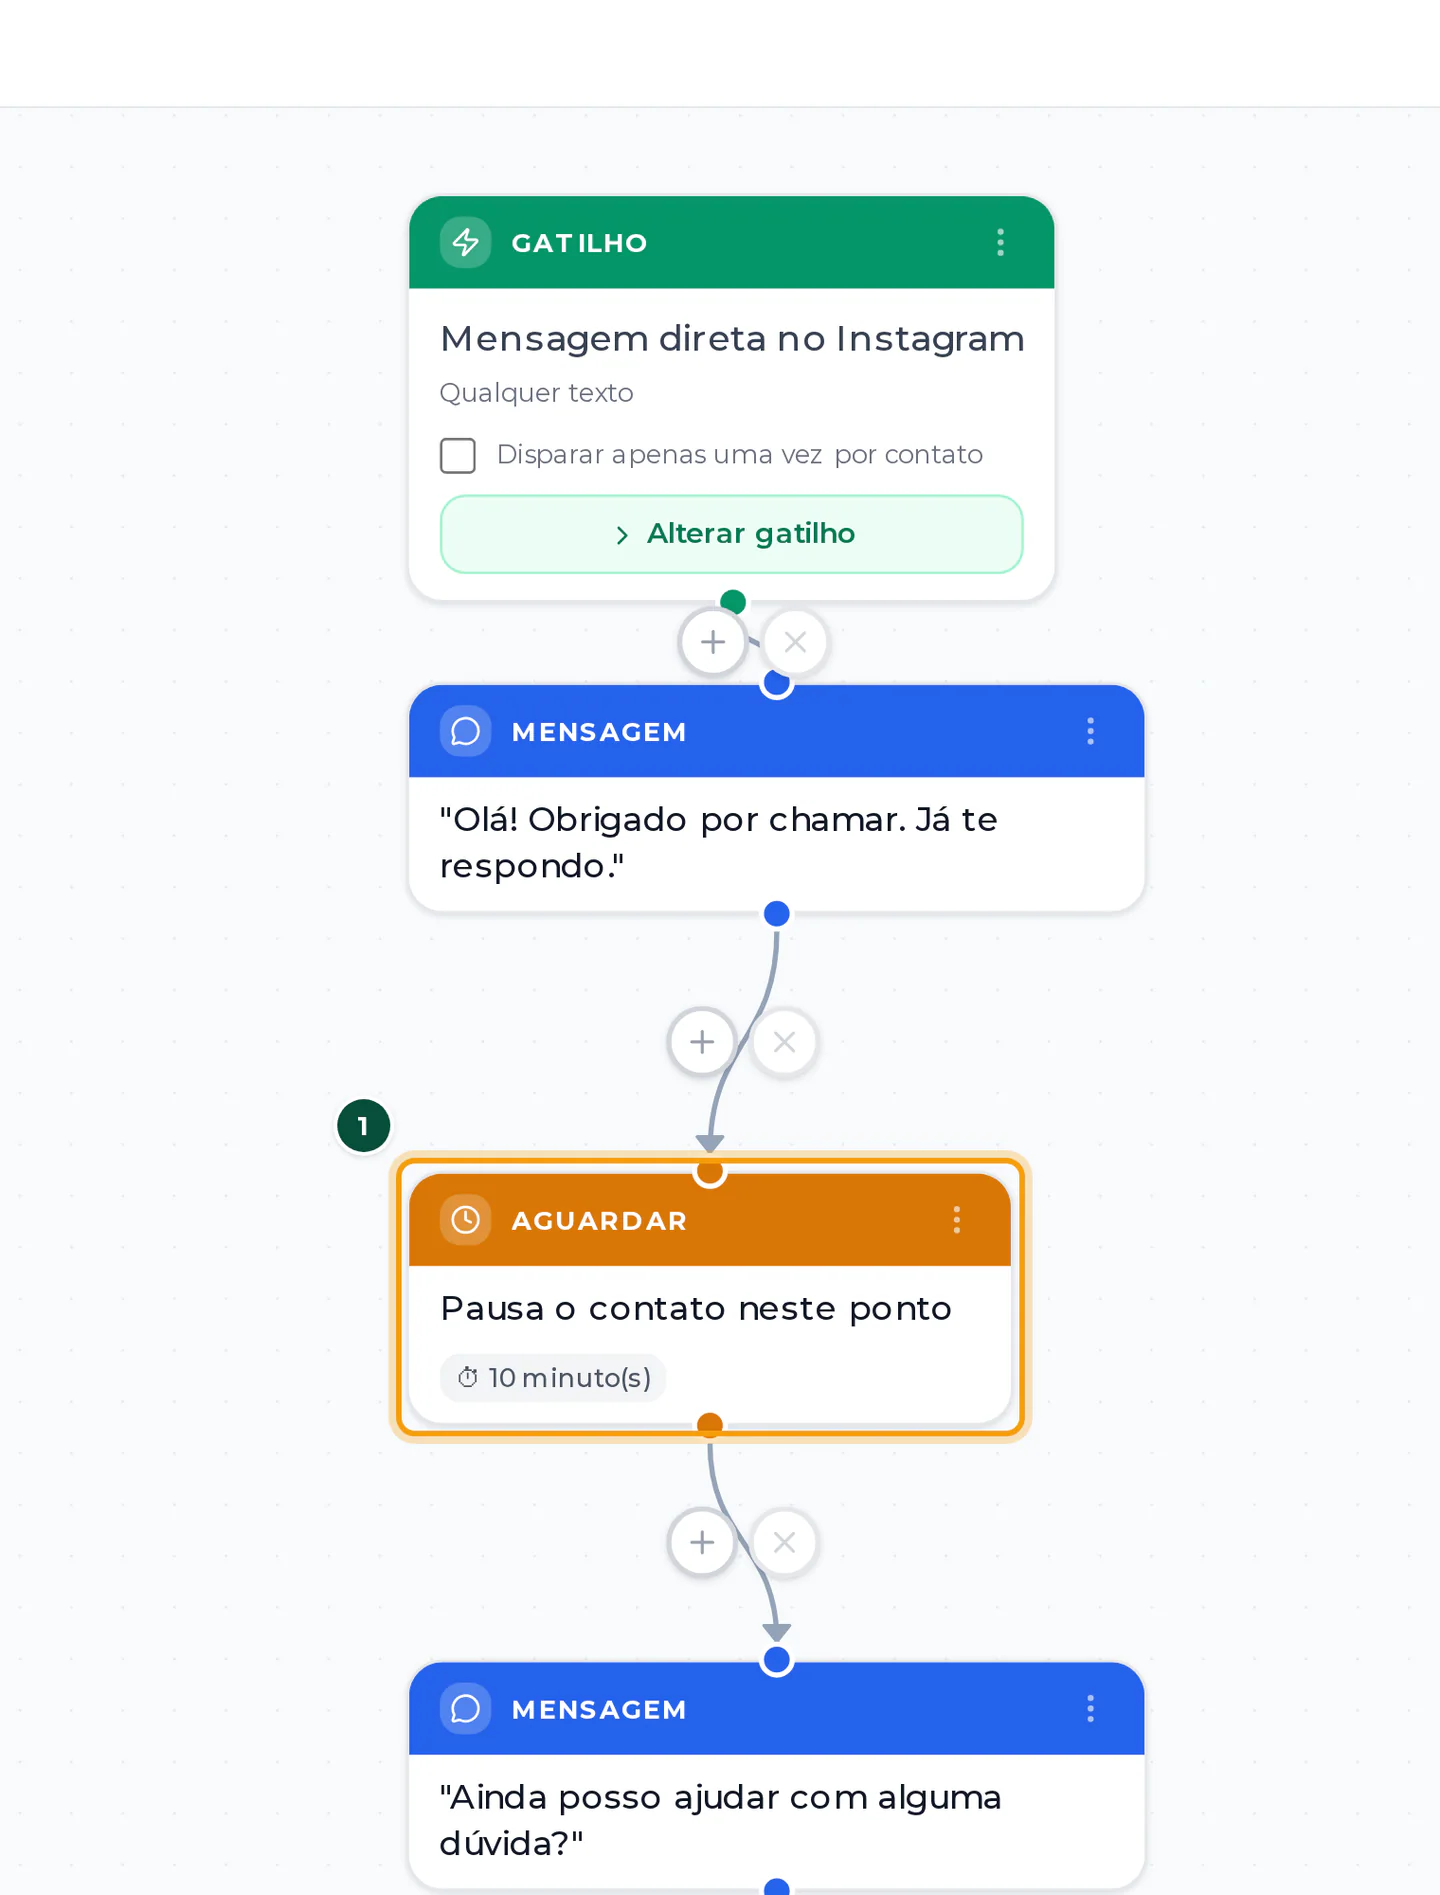 GATILHO
Mensagem direta no Instagram
Qualquer texto
Disparar apenas uma vez por contato
Alterar gatilho
MENSAGEM
"Olá! Obrigado por chamar. Já te
respondo."
1
AGUARDAR
Pausa o contato neste ponto
⏱ 10 minuto(s)
MENSAGEM
"Ainda posso ajudar com alguma
dúvida?"